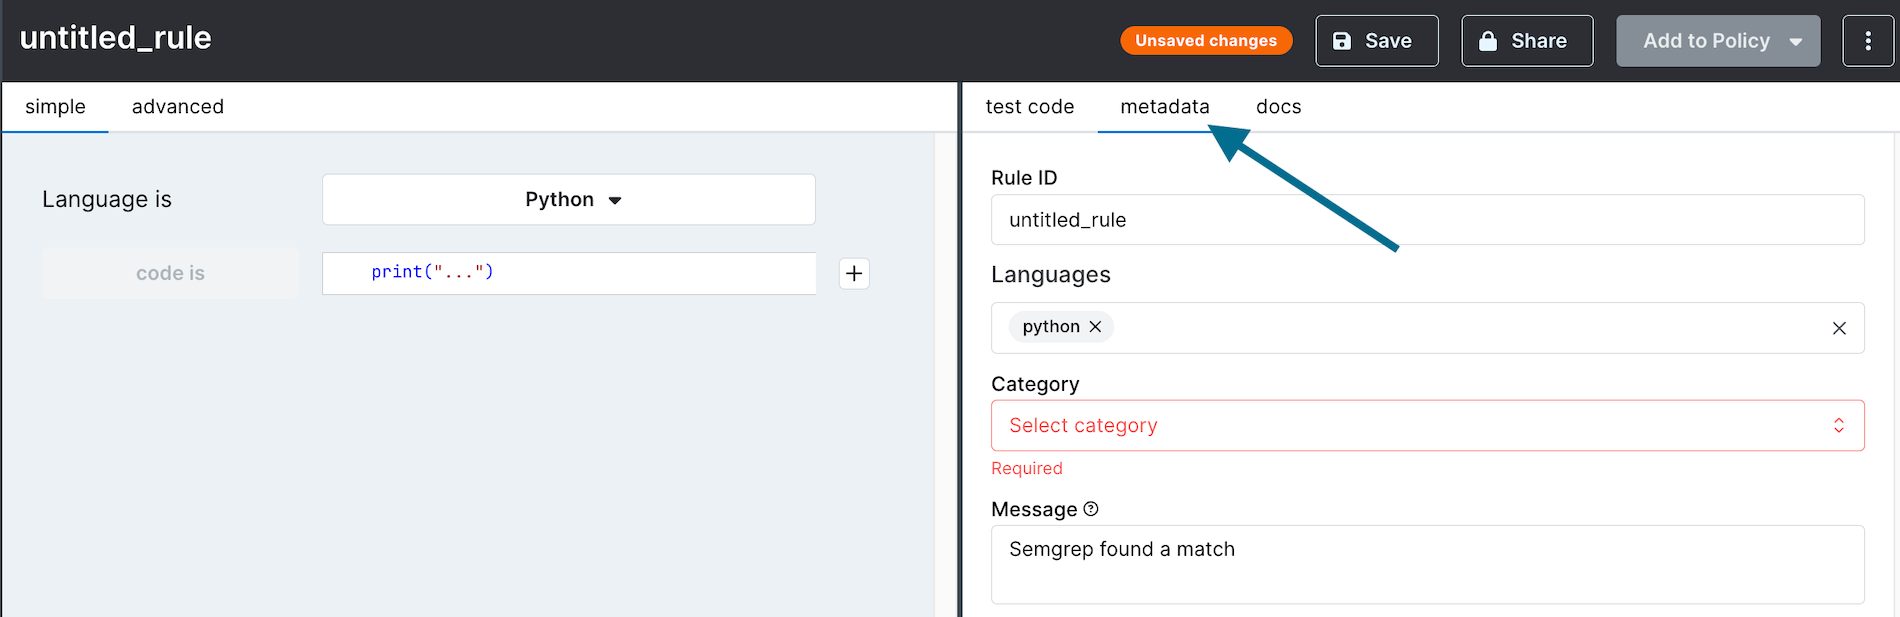 untitled_rule
Unsaved changes
Save
Share
Add to Policy
simple
advanced
test code
metadata
docs
Language is
Python
code is
print("...")
Rule ID
untitled_rule
Languages
python
Category
Select category
Required
Message
Semgrep found a match